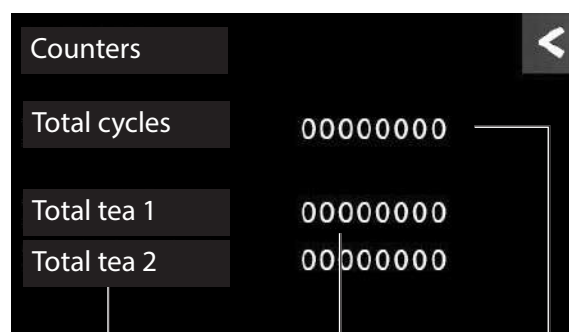 Counters
Total cycles 00000000
Total tea 1 00000000
Total tea 2 00000000